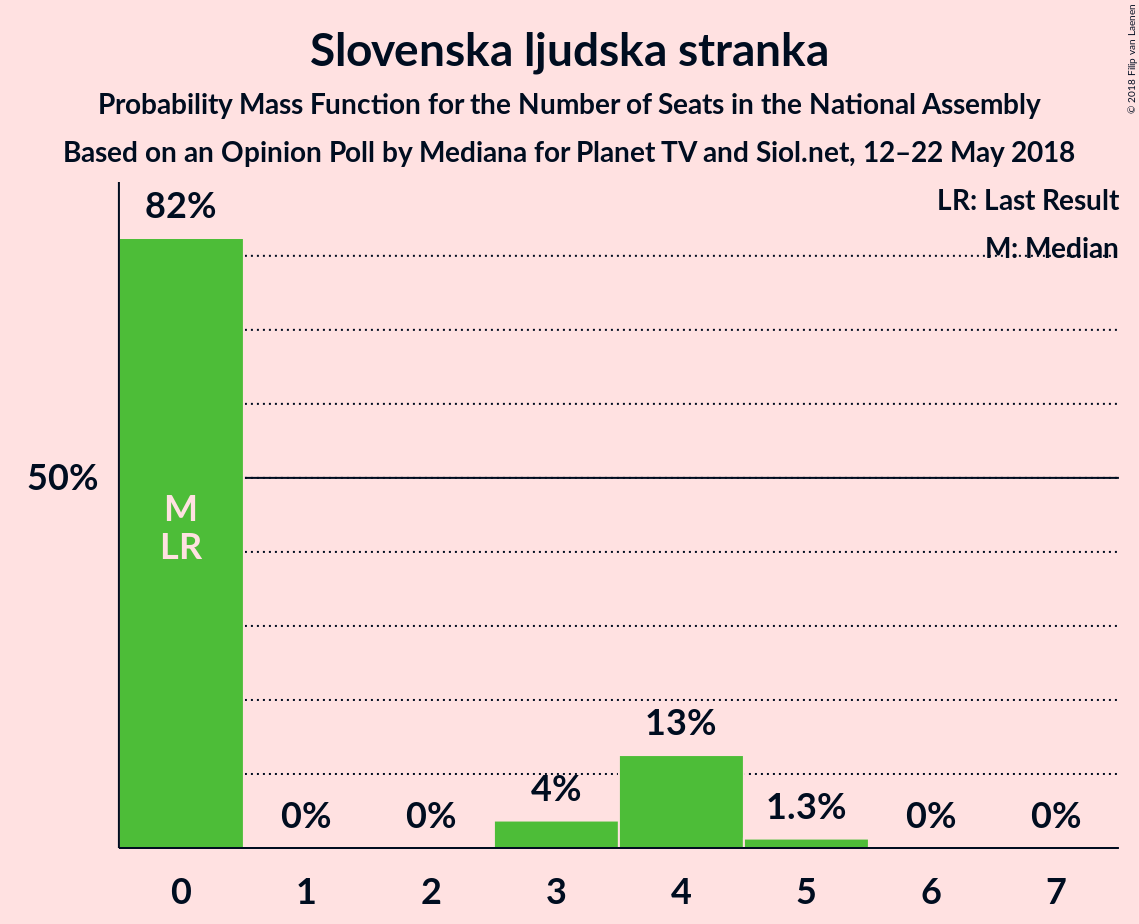 Slovenska ljudska stranka
Probability Mass Function for the Number of Seats in the National Assembly
Based on an Opinion Poll by Mediana for Planet TV and Siol.net, 12–22 May 2018
© 2018 Filip van Laenen
LR: Last Result
M: Median
82%
50%
M
LR
13%
4%
1.3%
0%
0%
0%
0%
0 1 2 3 4 5 6 7